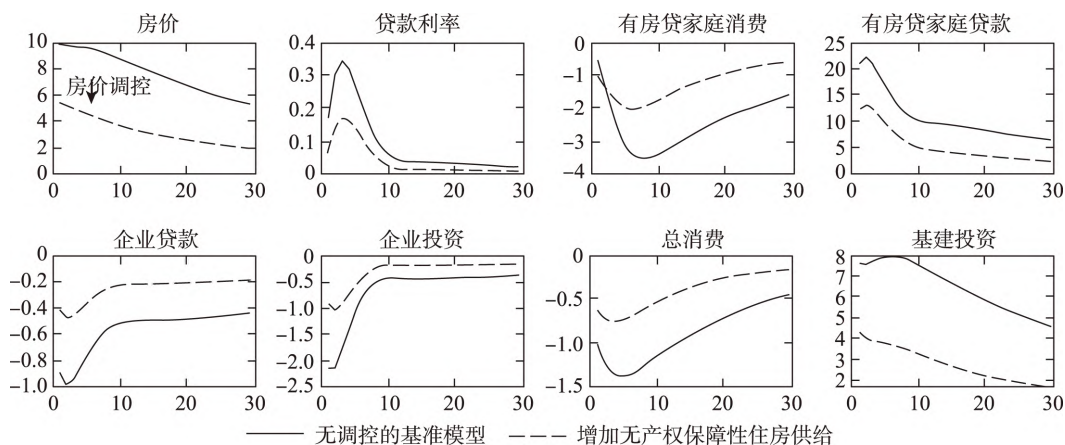 房价
贷款利率
有房贷家庭消费
有房贷家庭贷款
10
8
6
4
2
0
房价调控
0 10 20 30
0.4
0.3
0.2
0.1
0
0 10 20 30
0
-1
-2
-3
-4
0 10 20 30
25
20
15
10
5
0
0 10 20 30
企业贷款
企业投资
总消费
基建投资
0
-0.2
-0.4
-0.6
-0.8
-1.0
0 10 20 30
0
-0.5
-1.0
-1.5
-2.0
-2.5
0 10 20 30
0
-0.5
-1.0
-1.5
0 10 20 30
8
7
6
5
4
3
2
0 10 20 30
无调控的基准模型
增加无产权保障性住房供给